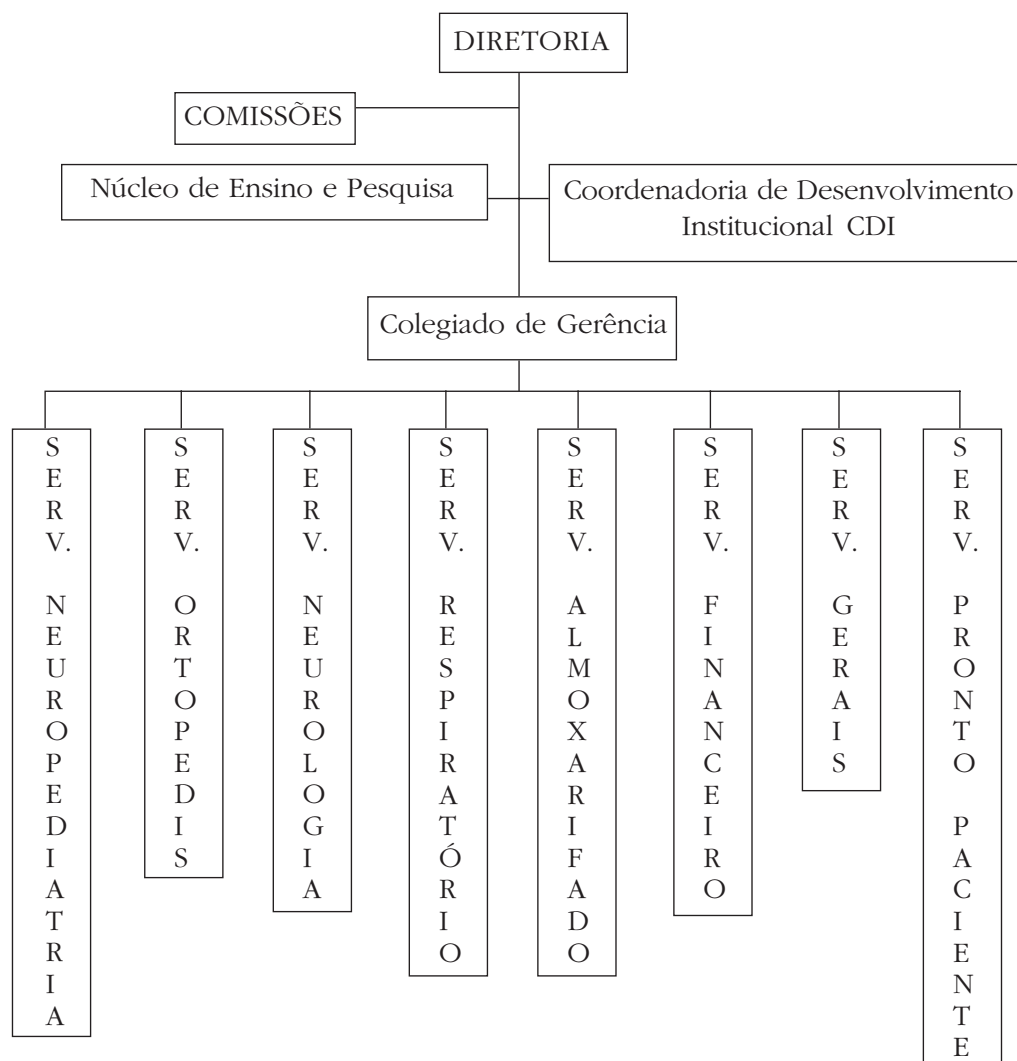 DIRETORIA
COMISSÕES
Núcleo de Ensino e Pesquisa
Coordenadoria de Desenvolvimento
Institucional CDI
Colegiado de Gerência
SERV. NEUROPEDIATRIA
SERV. ORTOPEDIS
SERV. NEUROLOGIA
SERV. RESPIRATÓRIO
SERV. ALMOXARIFADO
SERV. FINANCEIRO
SERV. GERAIS
SERV. PRONTO PACIENTE